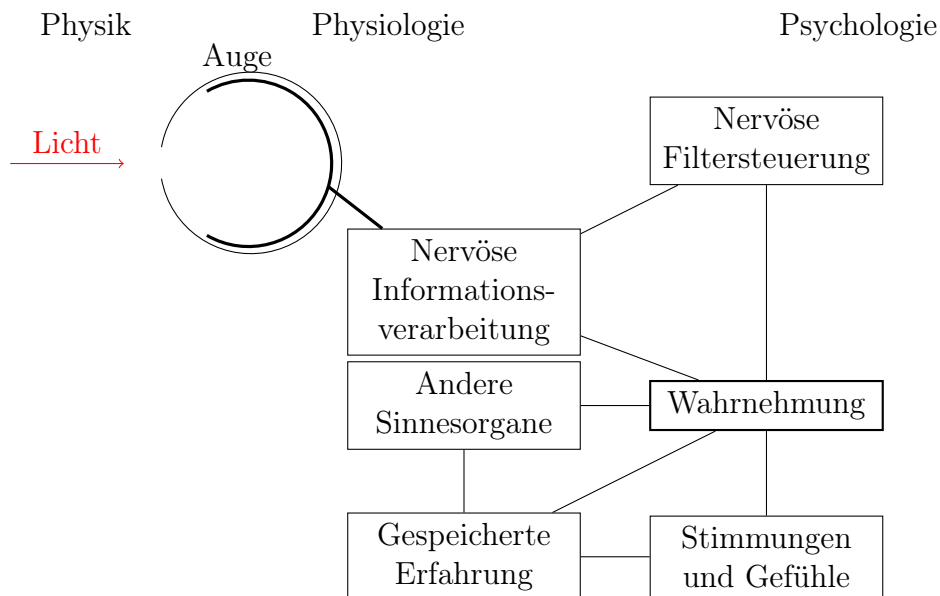 Physik
Physiologie
Psychologie
Auge
Licht
Nervöse
Filtersteuerung
Nervöse
Informations-
verarbeitung
Andere
Sinnesorgane
Wahrnehmung
Gespeicherte
Erfahrung
Stimmungen
und Gefühle